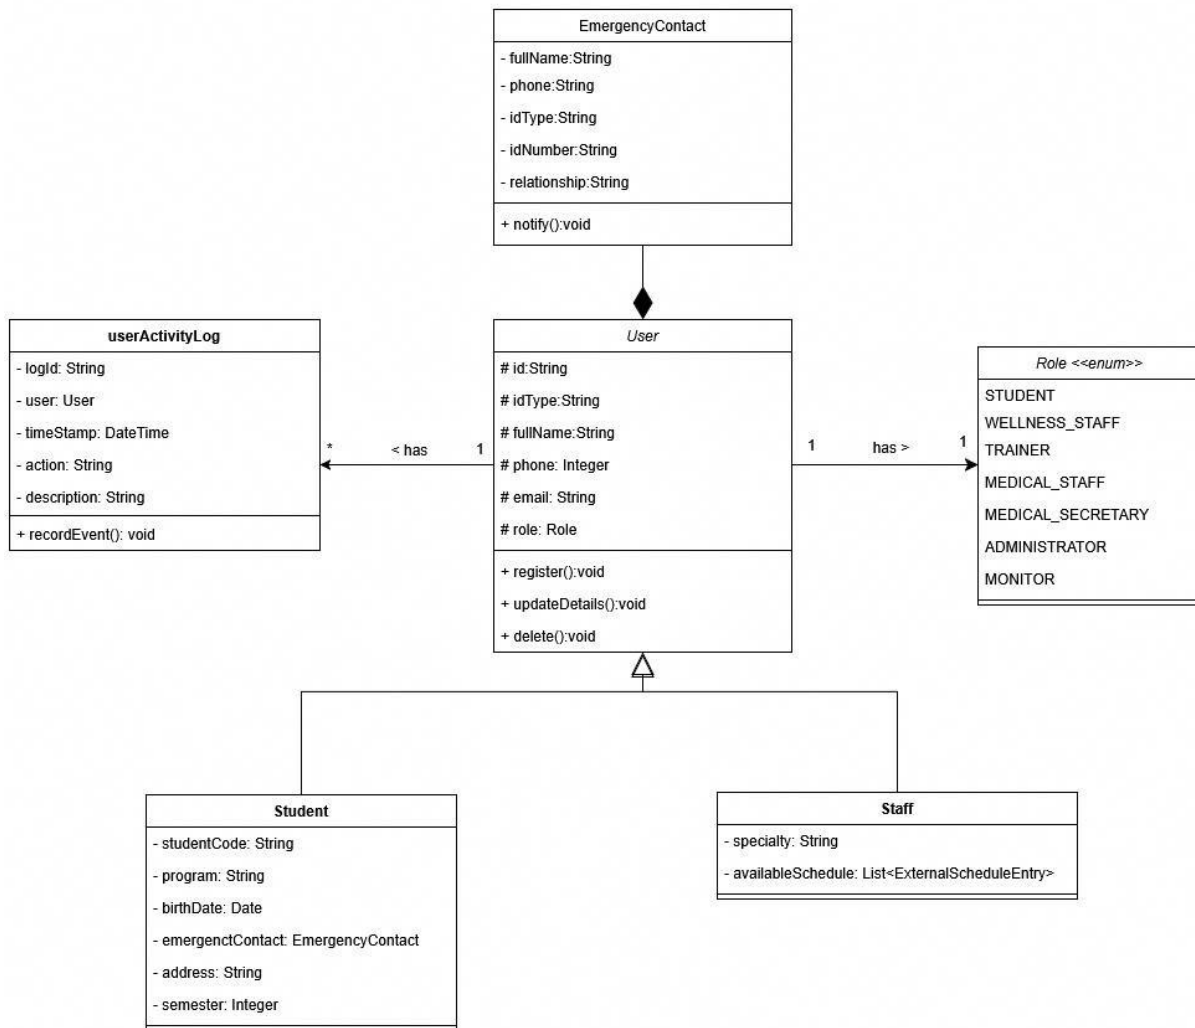 EmergencyContact
- fullName:String
- phone:String
- idType:String
- idNumber:String
- relationship:String
+ notify():void
userActivityLog
- logId: String
- user: User
- timeStamp: DateTime
- action: String
- description: String
+ recordEvent(): void
*
< has
1
User
# id:String
# idType:String
# fullName:String
# phone: Integer
# email: String
# role: Role
+ register():void
+ updateDetails():void
+ delete():void
1
has >
1
Role <<enum>>
STUDENT
WELLNESS_STAFF
TRAINER
MEDICAL_STAFF
MEDICAL_SECRETARY
ADMINISTRATOR
MONITOR
Student
- studentCode: String
- program: String
- birthDate: Date
- emergenctContact: EmergencyContact
- address: String
- semester: Integer
Staff
- specialty: String
- availableSchedule: List<ExternalScheduleEntry>